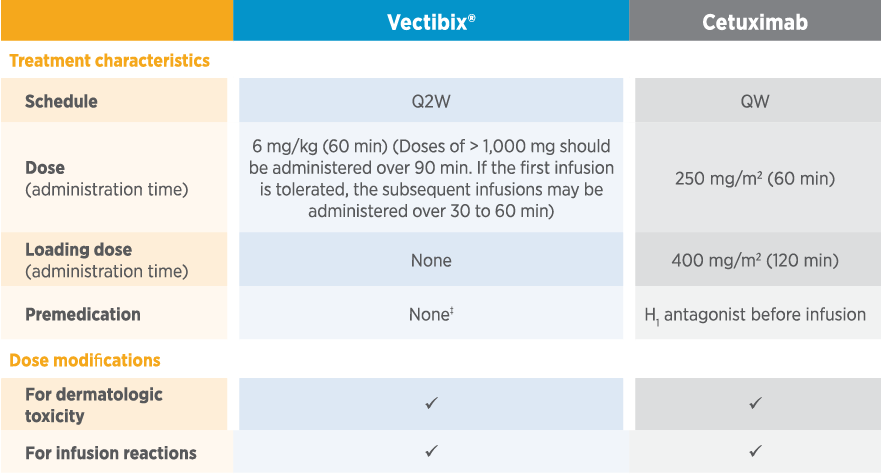 Vectibix® Cetuximab
Treatment characteristics
Schedule Q2W QW
Dose
(administration time)
6 mg/kg (60 min) (Doses of > 1,000 mg should
be administered over 90 min. If the first infusion
is tolerated, the subsequent infusions may be
administered over 30 to 60 min)
250 mg/m² (60 min)
Loading dose
(administration time)
None
400 mg/m² (120 min)
Premedication None‡ H₁ antagonist before infusion
Dose modifications
For dermatologic
toxicity
✓ ✓
For infusion reactions ✓ ✓